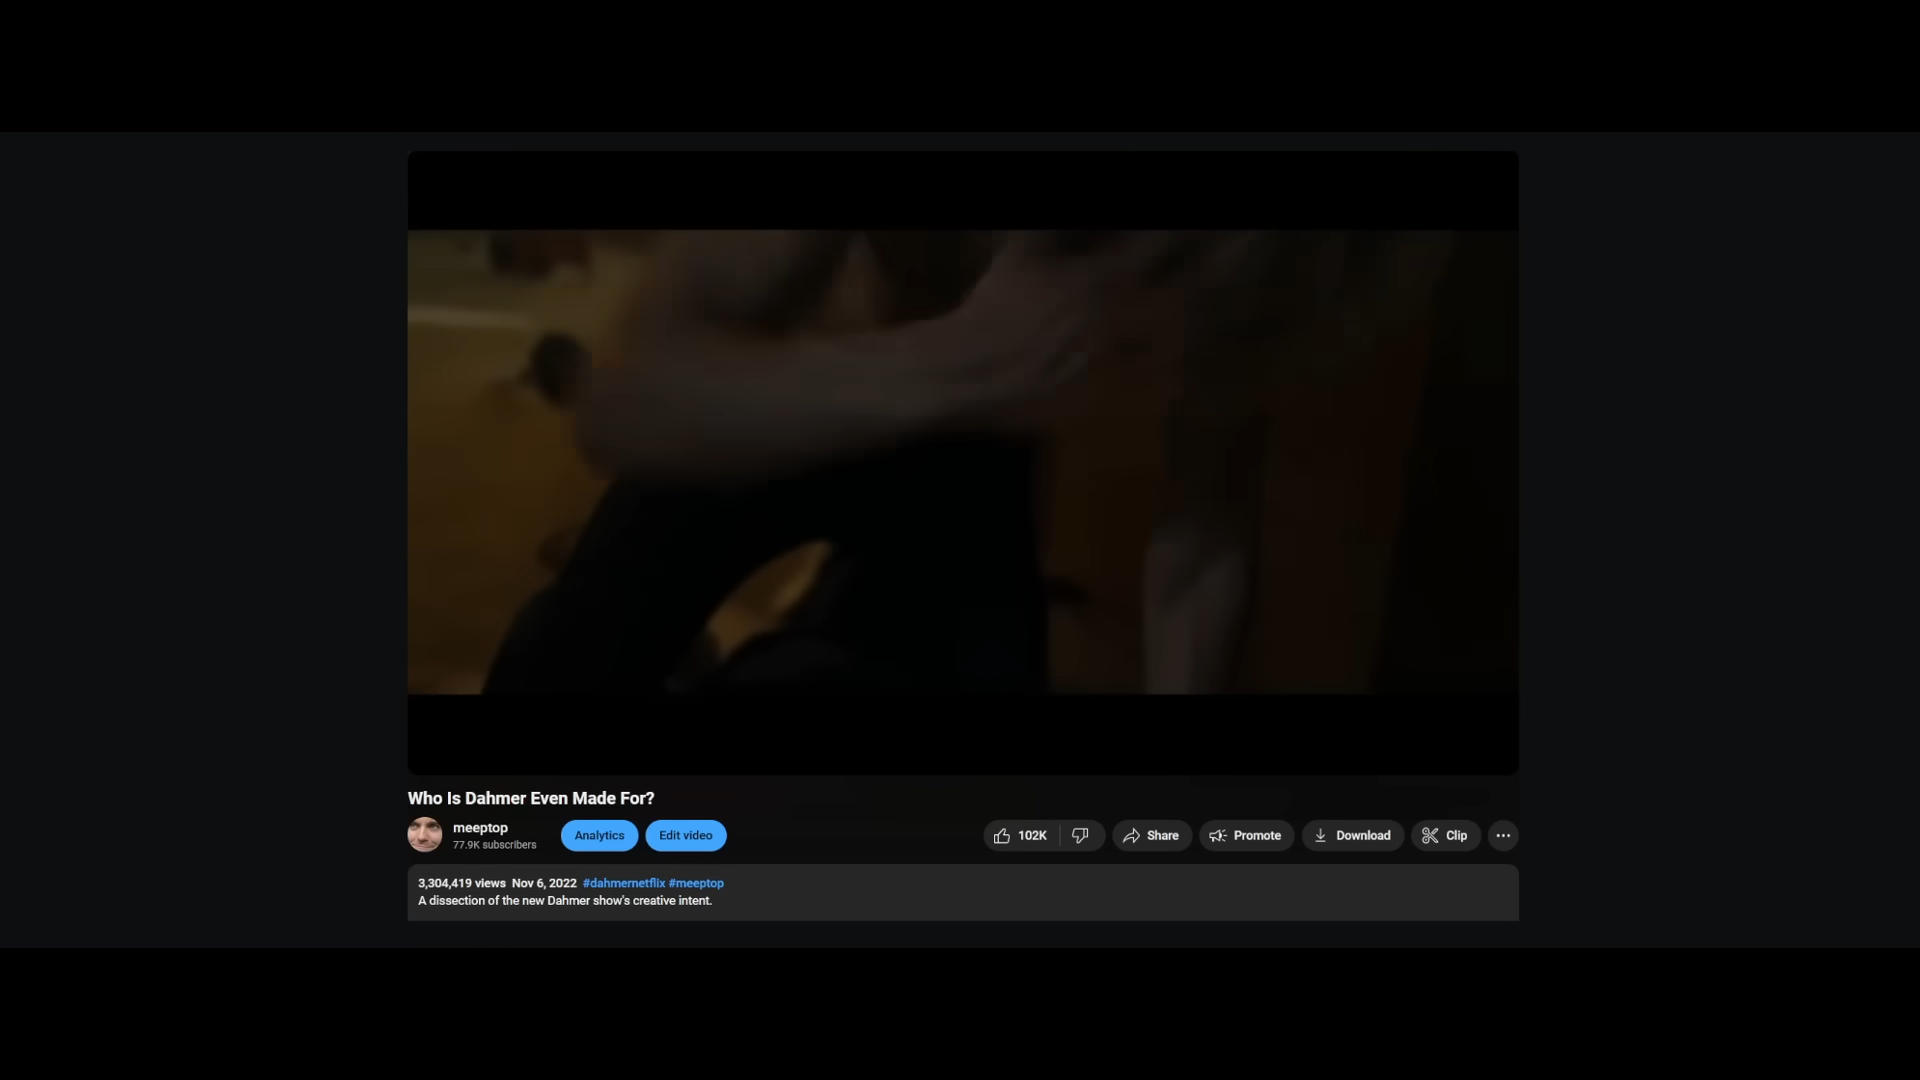 Who Is Dahmer Even Made For?
meeptop
77.9K subscribers
Analytics
Edit video
102K
Share
Promote
Download
Clip
3,304,419 views Nov 6, 2022 #dahmernetflix #meeptop
A dissection of the new Dahmer show's creative intent.